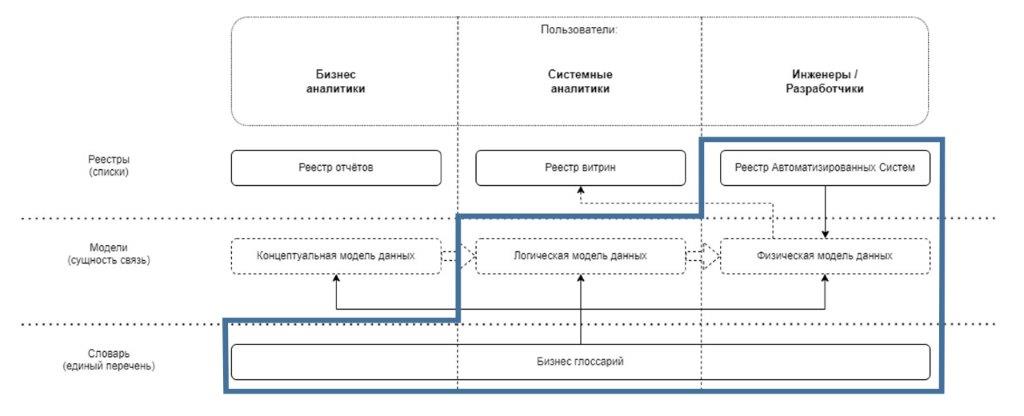 Пользователи:
Бизнес
аналитики
Системные
аналитики
Инженеры /
Разработчики
Реестры
(списки)
Реестр отчётов
Реестр витрин
Реестр Автоматизированных Систем
Модели
(сущность связь)
Концептуальная модель данных
Логическая модель данных
Физическая модель данных
Словарь
(единый перечень)
Бизнес глоссарий